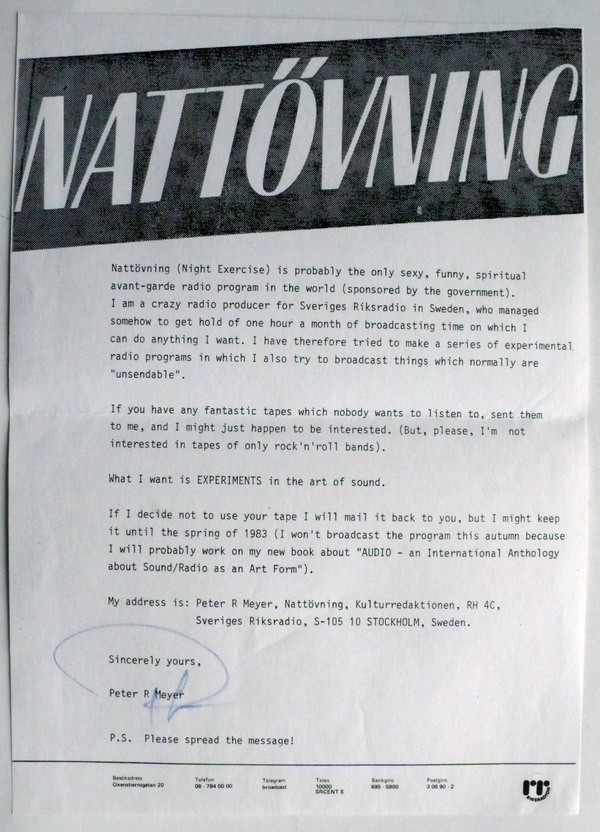 NATTÖVNING
Nattövning (Night Exercise) is probably the only sexy, funny, spiritual
avant-garde radio program in the world (sponsored by the government).
I am a crazy radio producer for Sveriges Riksradio in Sweden, who managed
somehow to get hold of one hour a month of broadcasting time on which I
can do anything I want. I have therefore tried to make a series of experimental
radio programs in which I also try to broadcast things which normally are
"unsendable".
If you have any fantastic tapes which nobody wants to listen to, sent them
to me, and I might just happen to be interested. (But, please, I'm not
interested in tapes of only rock'n'roll bands).
What I want is EXPERIMENTS in the art of sound.
If I decide not to use your tape I will mail it back to you, but I might keep
it until the spring of 1983 (I won't broadcast the program this autumn because
I will probably work on my new book about "AUDIO - an International Anthology
about Sound/Radio as an Art Form").
My address is: Peter R Meyer, Nattövning, Kulturredaktionen, RH 4C,
Sveriges Riksradio, S-105 10 STOCKHOLM, Sweden.
Sincerely yours,
Peter R Meyer
P.S. Please spread the message!
Besöksadress Telefon Telegram Telex Bankgiro Postgiro
Oxenstiernsgatan 20 08 - 784 00 00 broadcast 10000 695 - 5900 3 06 90 - 2
SRCENT S
RIKSRADION